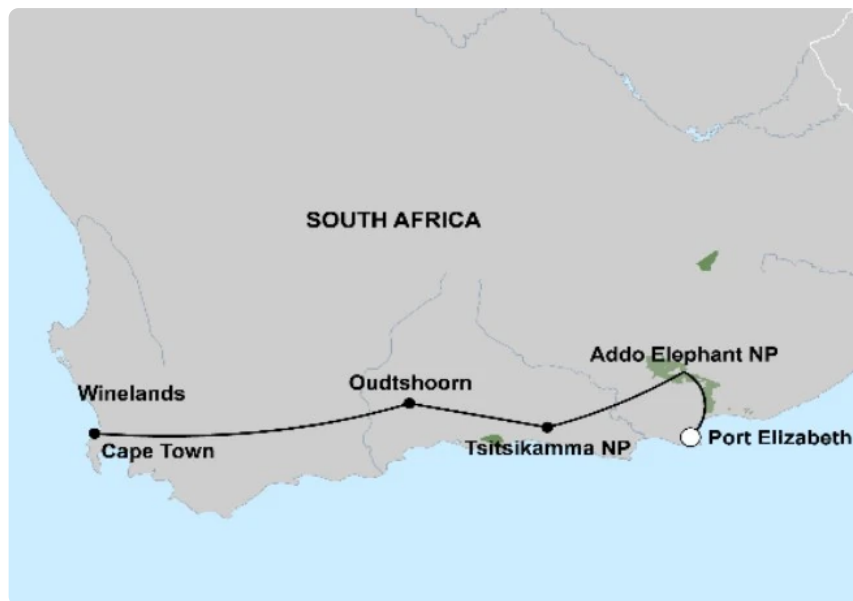 SOUTH AFRICA
Addo Elephant NP
Oudtshoorn
Winelands
Port Elizabeth
Tsitsikamma NP
Cape Town